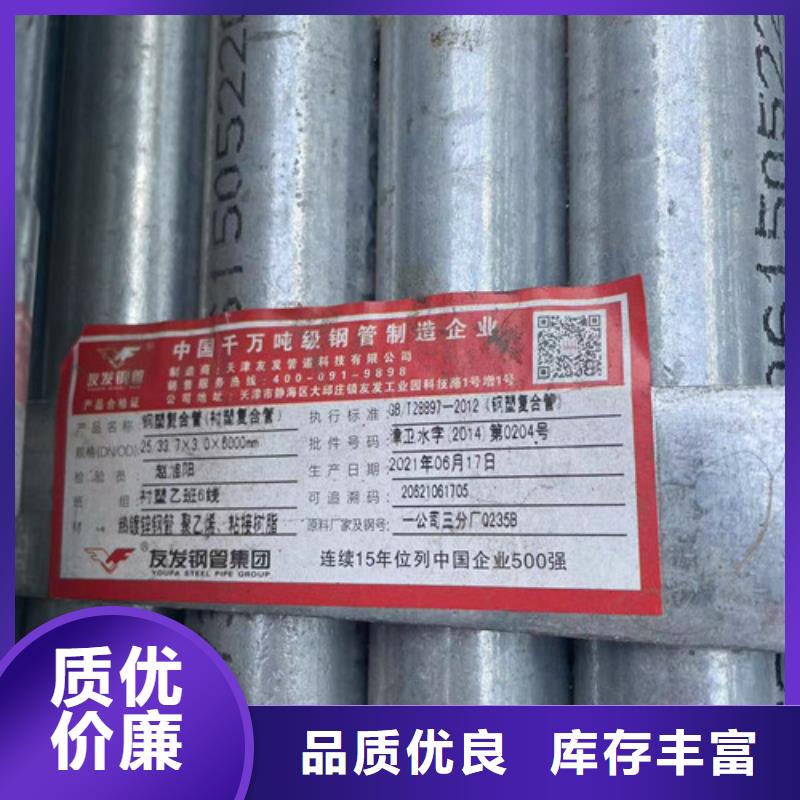 615052
中国千万吨级钢管制造企业
制造商:天津友发管道科技有限公司
销售服务热线:400-091-9898
公司地址:天津市静海区大邱庄镇友发工业园科技路1号增1号
友发钢管
产品合格证
产品名称: 钢塑复合管(衬塑复合管) 执行标准: GB/T28897-2012 (钢塑复合管)
规格(DN/OD): 25/33.7×3.0×6000mm 批件号码: 津卫水字(2014)第0204号
检验员: 生产日期: 2021年06月17日
班组: 衬塑乙班6线 可追溯码: 20621061705
材 : 热镀锌钢管 聚乙烯、粘接树脂 原料厂家及钢号: 一公司三分厂Q235B
友发钢管集团 连续15年位列中国企业500强
YOUFA STEEL PIPE GROUP
质优
价廉
品质优良 库存丰富